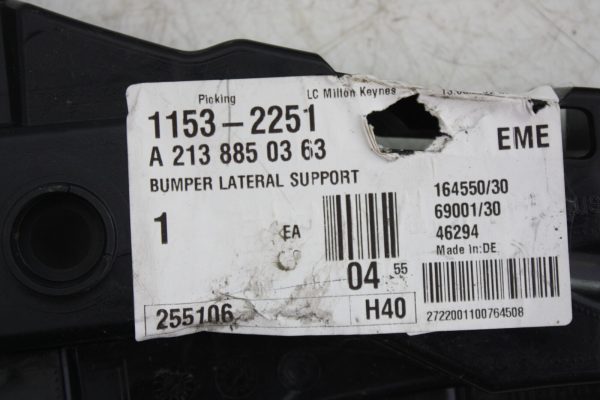 Picking LC Milton Keynes
1153-2251
A 213 885 03 63 EME
BUMPER LATERAL SUPPORT
164550/30
1 EA 69001/30
46294
Made In:DE
04 55
255106 H40
2722001100764508